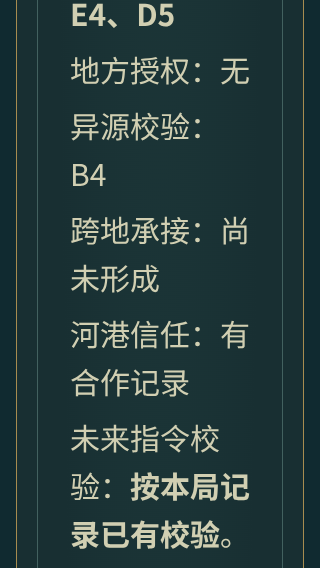 E4、D5
地方授权：无
异源校验：
B4
跨地承接：尚
未形成
河港信任：有
合作记录
未来指令校
验：按本局记
录已有校验。